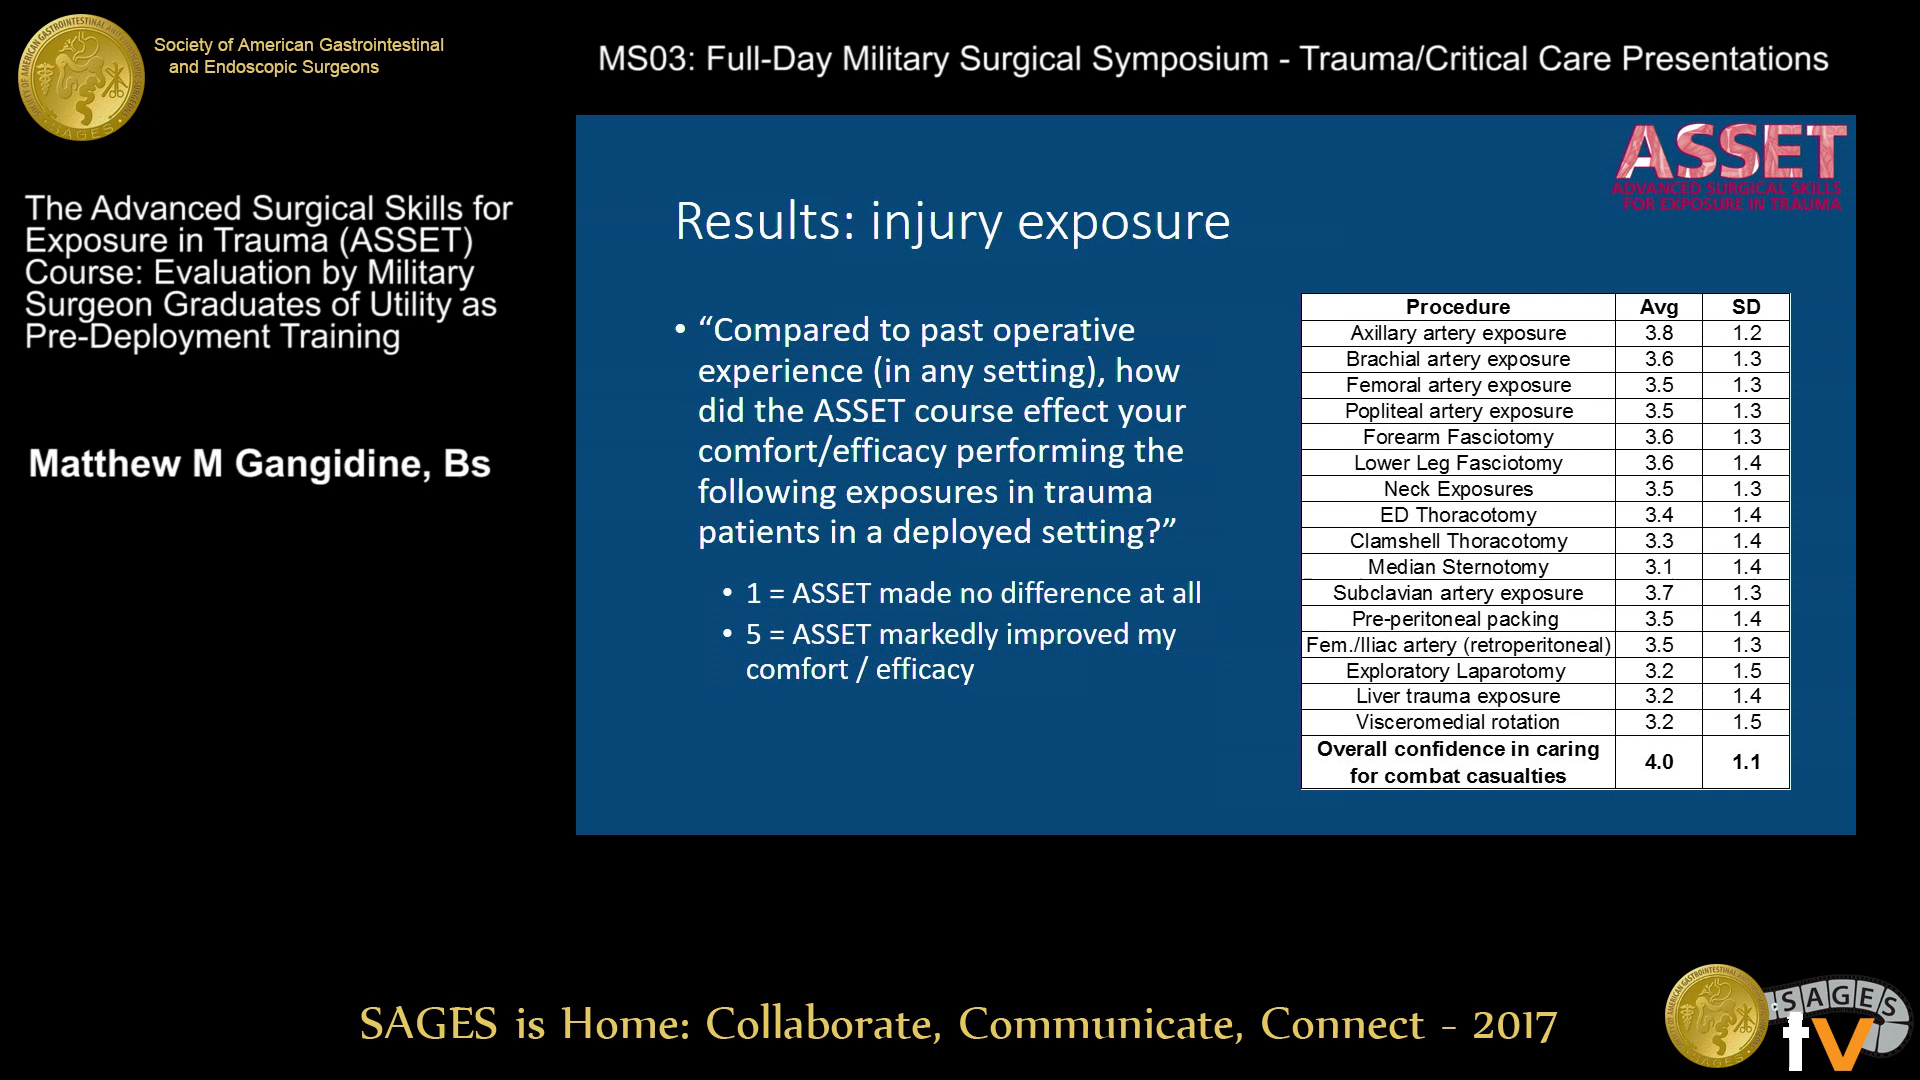 Society of American Gastrointestinal
and Endoscopic Surgeons
MS03: Full-Day Military Surgical Symposium - Trauma/Critical Care Presentations
The Advanced Surgical Skills for
Exposure in Trauma (ASSET)
Course: Evaluation by Military
Surgeon Graduates of Utility as
Pre-Deployment Training
Matthew M Gangidine, Bs
ASSET
ADVANCED SURGICAL SKILLS
FOR EXPOSURE IN TRAUMA
Results: injury exposure
• “Compared to past operative
experience (in any setting), how
did the ASSET course effect your
comfort/efficacy performing the
following exposures in trauma
patients in a deployed setting?”
• 1 = ASSET made no difference at all
• 5 = ASSET markedly improved my
comfort / efficacy
Procedure Avg SD
Axillary artery exposure 3.8 1.2
Brachial artery exposure 3.6 1.3
Femoral artery exposure 3.5 1.3
Popliteal artery exposure 3.5 1.3
Forearm Fasciotomy 3.6 1.3
Lower Leg Fasciotomy 3.6 1.4
Neck Exposures 3.5 1.3
ED Thoracotomy 3.4 1.4
Clamshell Thoracotomy 3.3 1.4
Median Sternotomy 3.1 1.4
Subclavian artery exposure 3.7 1.3
Pre-peritoneal packing 3.5 1.4
Fem./Iliac artery (retroperitoneal) 3.5 1.3
Exploratory Laparotomy 3.2 1.5
Liver trauma exposure 3.2 1.4
Visceromedial rotation 3.2 1.5
Overall confidence in caring
for combat casualties 4.0 1.1
SAGES is Home: Collaborate, Communicate, Connect - 2017
SAGES
tv